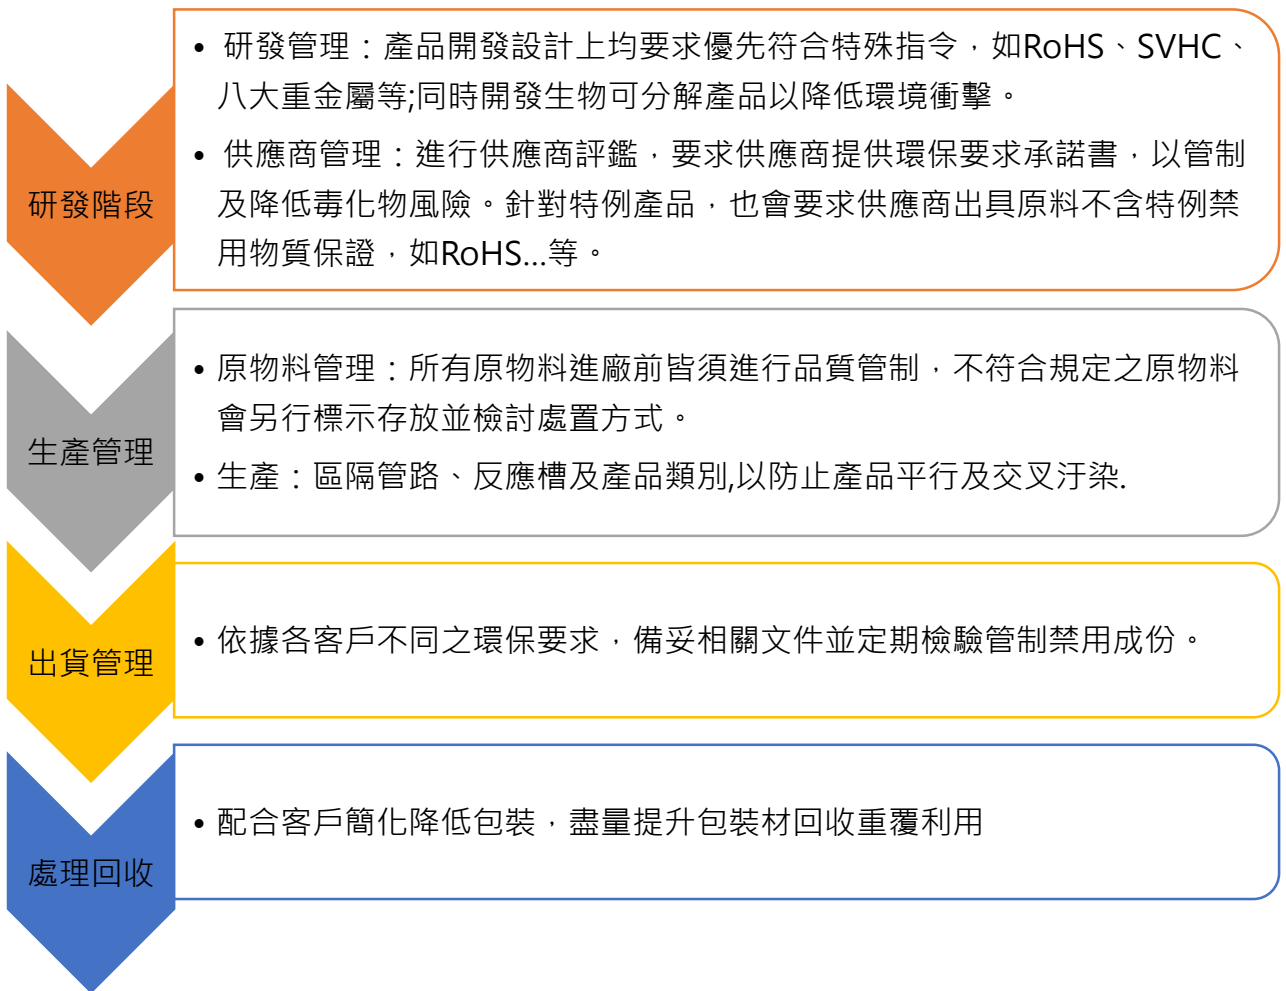 研發階段
• 研發管理：產品開發設計上均要求優先符合特殊指令，如RoHS、SVHC、
八大重金屬等;同時開發生物可分解產品以降低環境衝擊。
• 供應商管理：進行供應商評鑑，要求供應商提供環保要求承諾書，以管制
及降低毒化物風險。針對特例產品，也會要求供應商出具原料不含特例禁
用物質保證，如RoHS…等。
生產管理
• 原物料管理：所有原物料進廠前皆須進行品質管制，不符合規定之原物料
會另行標示存放並檢討處置方式。
• 生產：區隔管路、反應槽及產品類別,以防止產品平行及交叉汙染.
出貨管理
• 依據各客戶不同之環保要求，備妥相關文件並定期檢驗管制禁用成份。
處理回收
• 配合客戶簡化降低包裝，盡量提升包裝材回收重覆利用